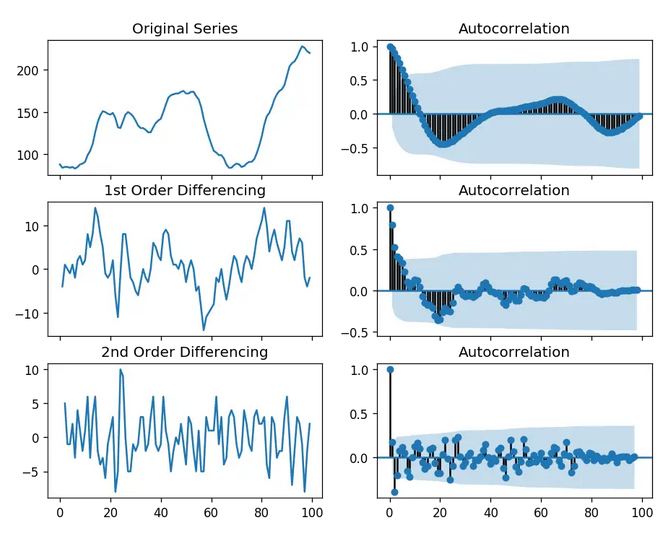 Original Series
Autocorrelation
200
150
100
1.0
0.5
0.0
−0.5
1st Order Differencing
Autocorrelation
10
0
−10
1.0
0.5
0.0
−0.5
2nd Order Differencing
Autocorrelation
10
5
0
−5
0 20 40 60 80 100
1.0
0.5
0.0
0 20 40 60 80 100